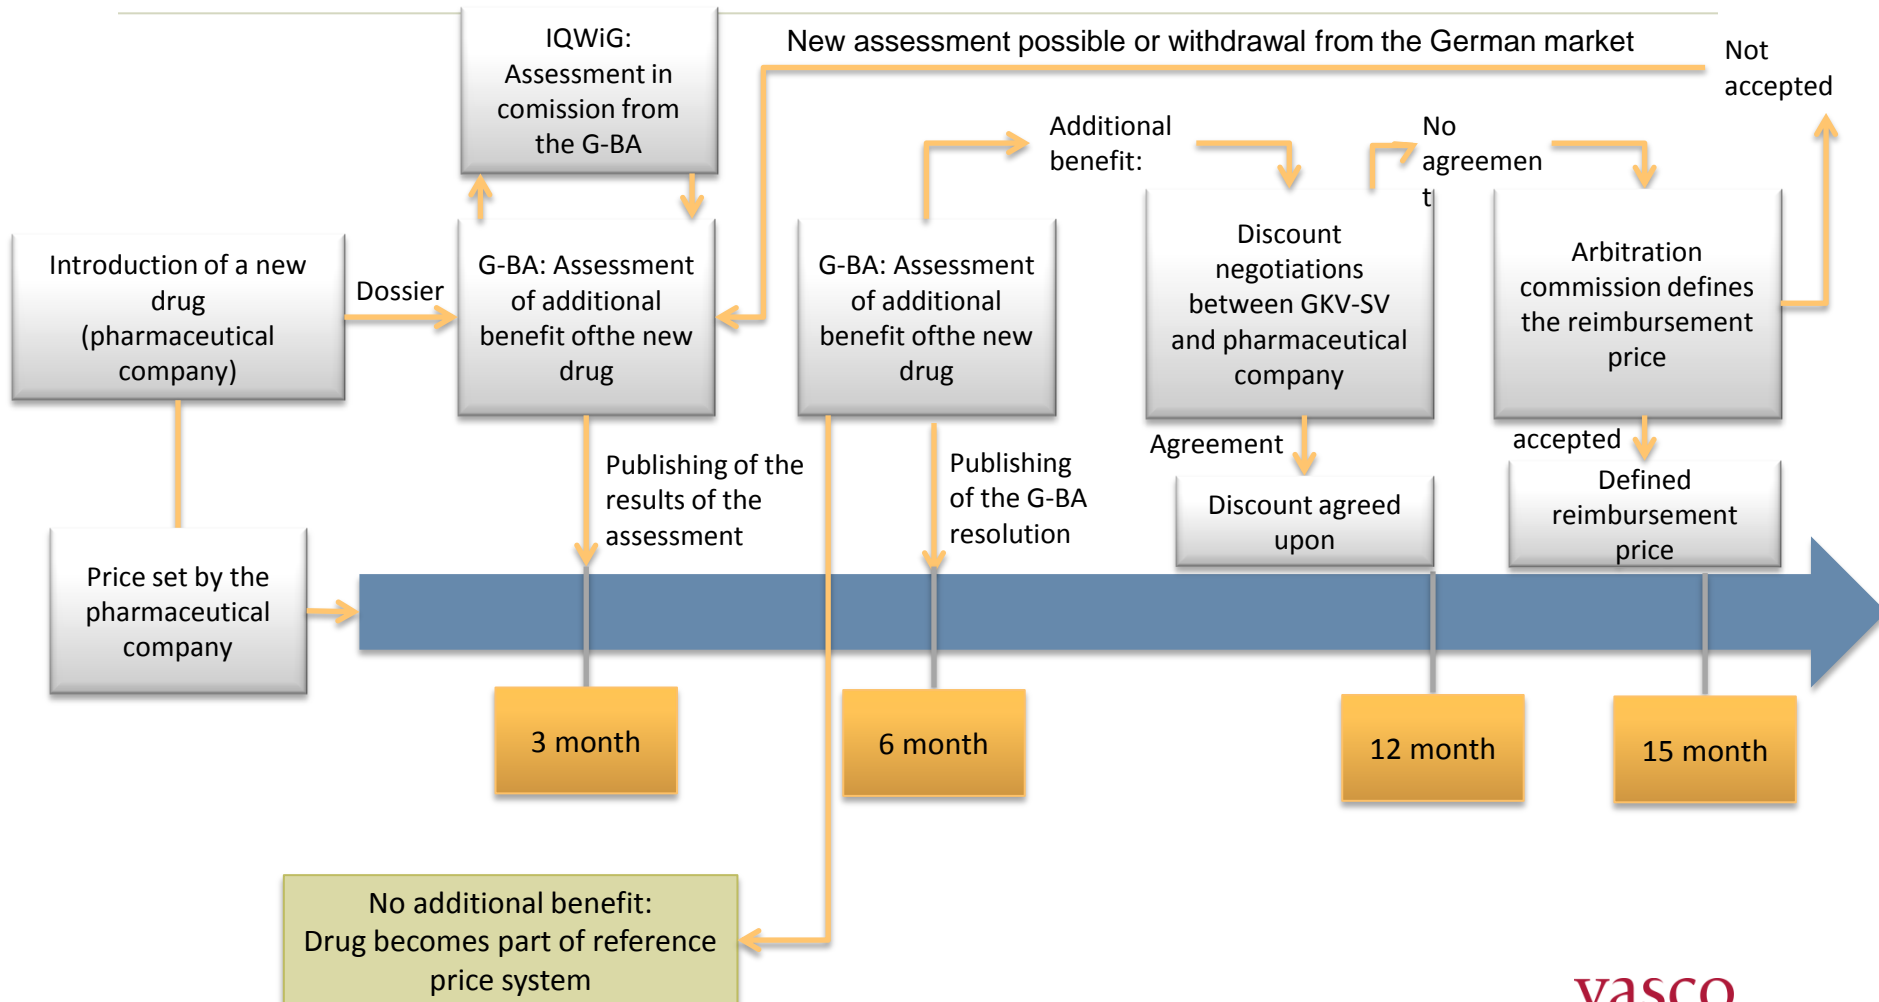 IQWiG:
Assessment in
comission from
the G-BA
New assessment possible or withdrawal from the German market
Not
accepted
Additional
benefit:
No
agreemen
t
Introduction of a new
drug
(pharmaceutical
company)
Dossier
G-BA: Assessment
of additional
benefit ofthe new
drug
G-BA: Assessment
of additional
benefit ofthe new
drug
Discount
negotiations
between GKV-SV
and pharmaceutical
company
Arbitration
commission defines
the reimbursement
price
Publishing of the
results of the
assessment
Publishing
of the G-BA
resolution
Agreement
accepted
Discount agreed
upon
Defined
reimbursement
price
Price set by the
pharmaceutical
company
3 month
6 month
12 month
15 month
No additional benefit:
Drug becomes part of reference
price system
vasco